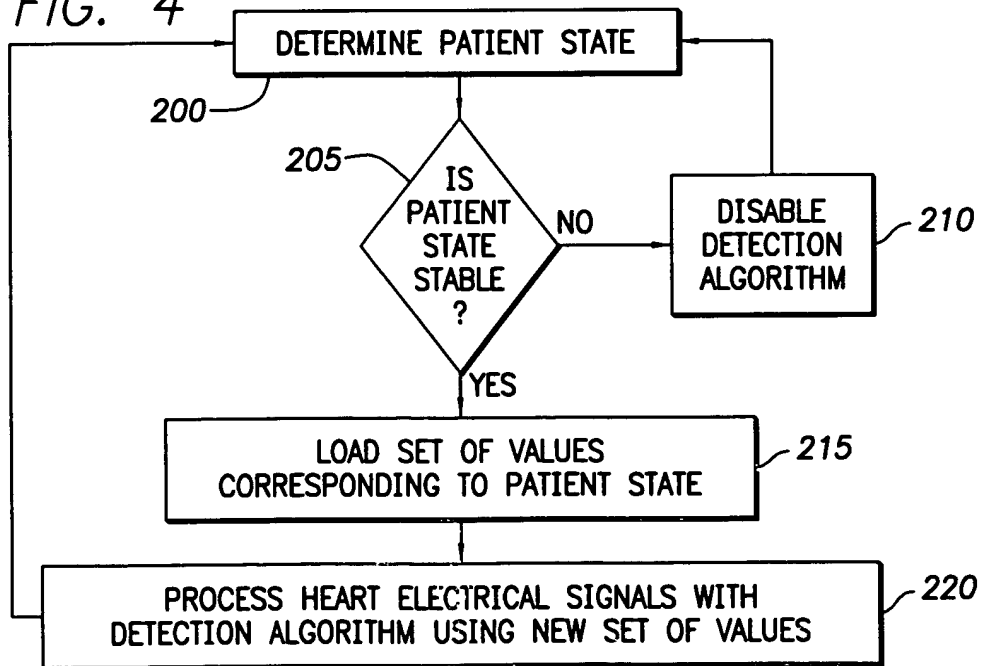 FIG. 4
DETERMINE PATIENT STATE
200
205
IS
PATIENT
STATE
STABLE
?
NO
DISABLE
DETECTION
ALGORITHM
210
YES
LOAD SET OF VALUES
CORRESPONDING TO PATIENT STATE
215
PROCESS HEART ELECTRICAL SIGNALS WITH
DETECTION ALGORITHM USING NEW SET OF VALUES
220